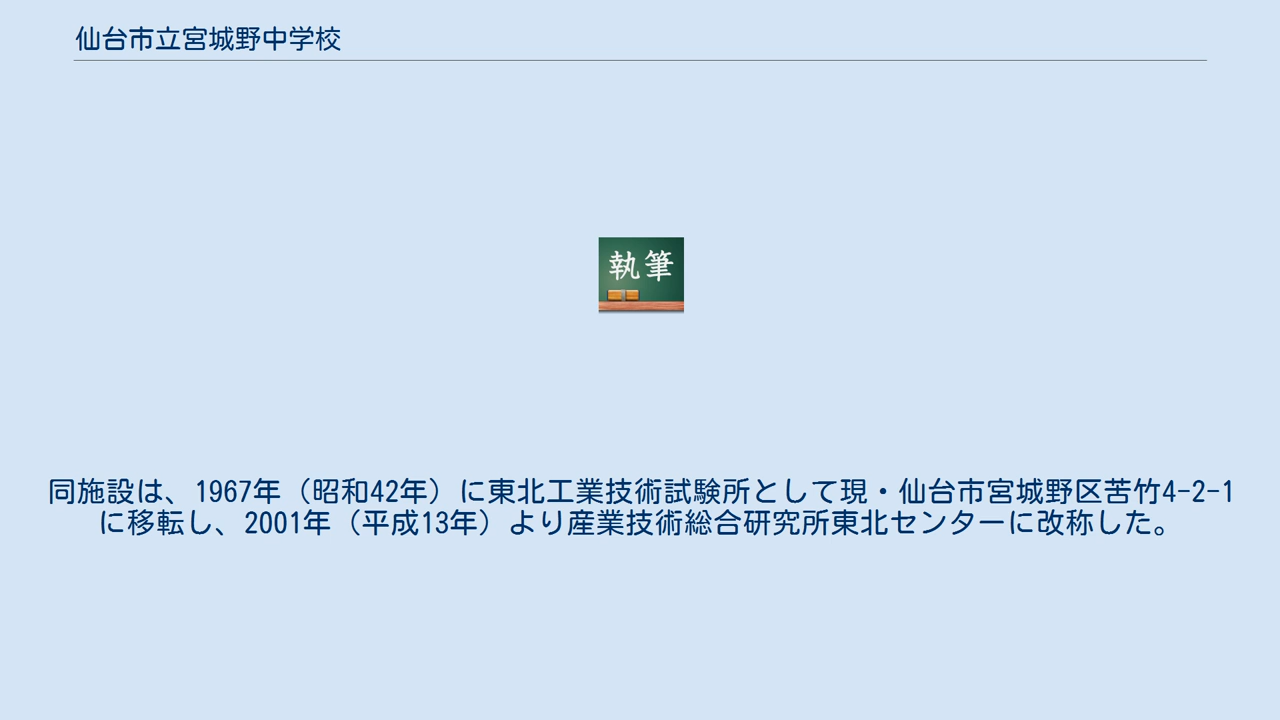 仙台市立宮城野中学校
執筆
同施設は、1967年（昭和42年）に東北工業技術試験所として現・仙台市宮城野区苦竹4-2-1
に移転し、2001年（平成13年）より産業技術総合研究所東北センターに改称した。